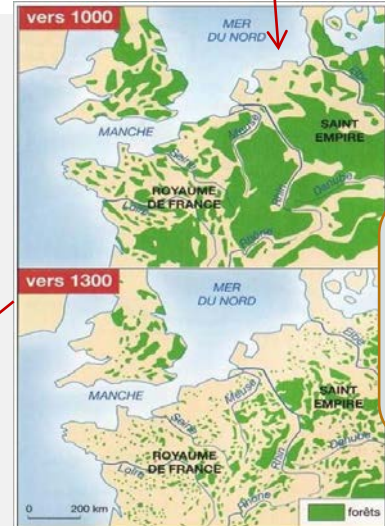 vers 1000
MER
DU NORD
Elbe
SAINT
EMPIRE
MANCHE
Meuse
Seine
Rhin
Danube
ROYAUME
DE FRANCE
Loire
Rhône
vers 1300
MER
DU NORD
Elbe
MANCHE
Meuse
SAINT
EMPIRE
Seine
Rhin
Danube
ROYAUME
DE FRANCE
Loire
Rhône
0 200 km
forêts